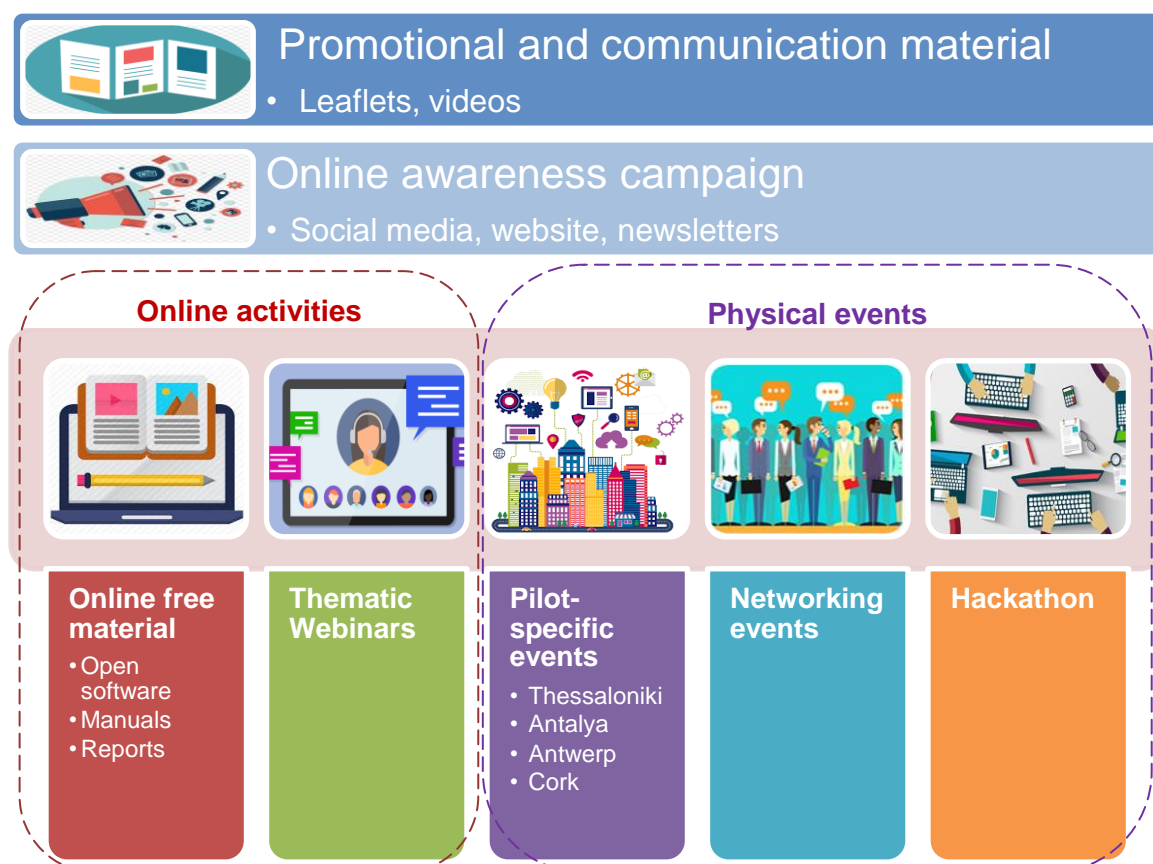 Promotional and communication material
• Leaflets, videos
Online awareness campaign
• Social media, website, newsletters
Online activities
Physical events
Online free
material
• Open
software
• Manuals
• Reports
Thematic
Webinars
Pilot-
specific
events
• Thessaloniki
• Antalya
• Antwerp
• Cork
Networking
events
Hackathon